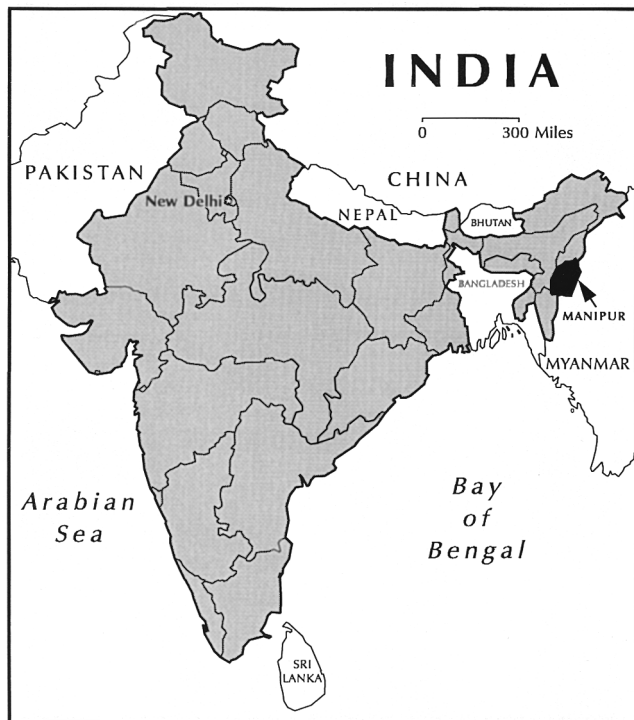 INDIA
0 300 Miles
PAKISTAN
CHINA
New Delhi
NEPAL
BHUTAN
BANGLADESH
MANIPUR
MYANMAR
Arabian
Sea
Bay
of
Bengal
SRI
LANKA